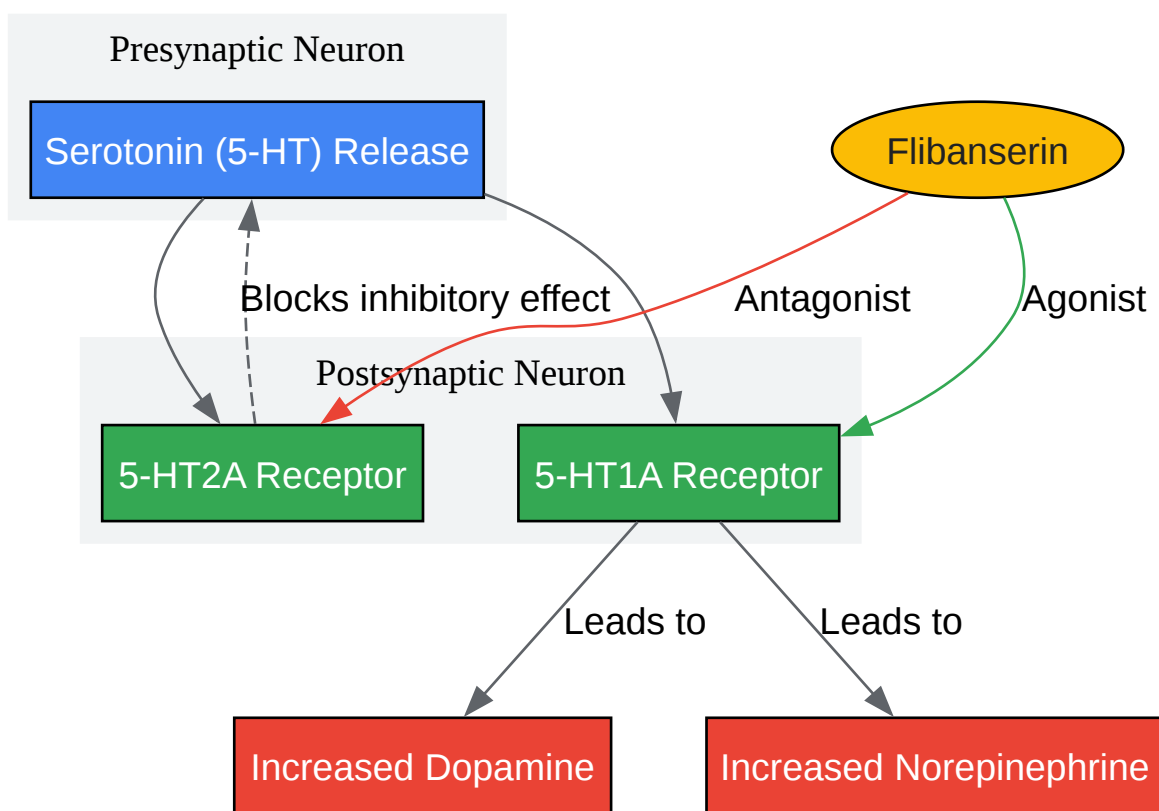 Presynaptic Neuron
Serotonin (5-HT) Release
Flibanserin
Blocks inhibitory effect
Antagonist
Agonist
Postsynaptic Neuron
5-HT2A Receptor
5-HT1A Receptor
Leads to
Leads to
Increased Dopamine
Increased Norepinephrine